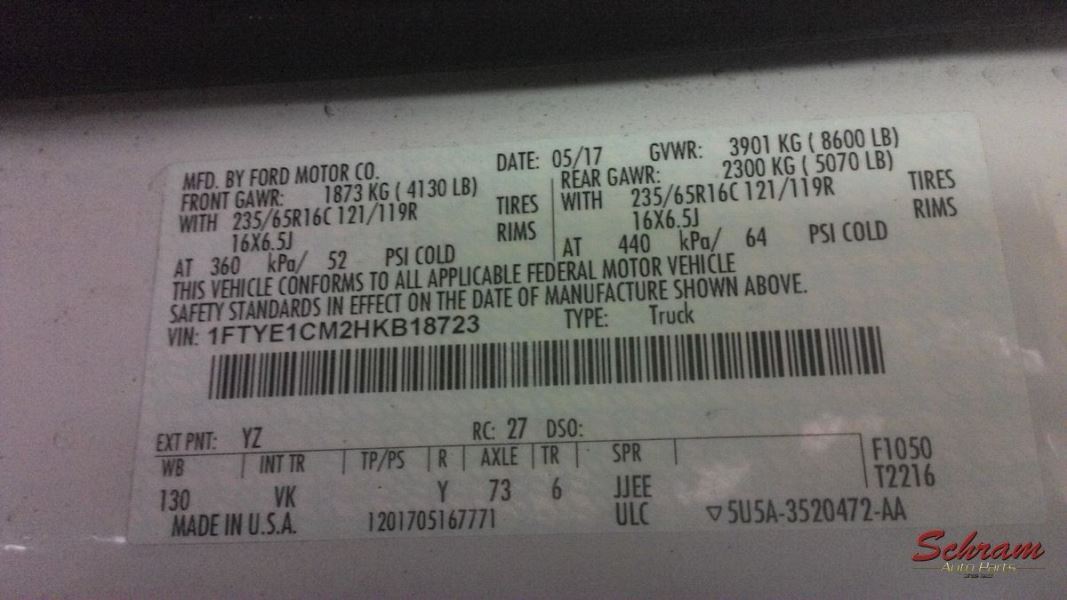 MFD. BY FORD MOTOR CO. DATE: 05/17 GVWR: 3901 KG ( 8600 LB)
FRONT GAWR: 1873 KG ( 4130 LB) REAR GAWR: 2300 KG ( 5070 LB)
WITH 235/65R16C 121/119R TIRES WITH 235/65R16C 121/119R TIRES
16X6.5J RIMS 16X6.5J RIMS
AT 360 kPa/ 52 PSI COLD AT 440 kPa/ 64 PSI COLD
THIS VEHICLE CONFORMS TO ALL APPLICABLE FEDERAL MOTOR VEHICLE
SAFETY STANDARDS IN EFFECT ON THE DATE OF MANUFACTURE SHOWN ABOVE.
VIN: 1FTYE1CM2HKB18723 TYPE: Truck
EXT PNT: YZ RC: 27 DSO:
WB INT TR TP/PS R AXLE TR SPR F1050
T2216
130 VK Y 73 6 JJEE
MADE IN U.S.A. 1201705167771 ULC ▽5U5A-3520472-AA
Schram
Auto Parts